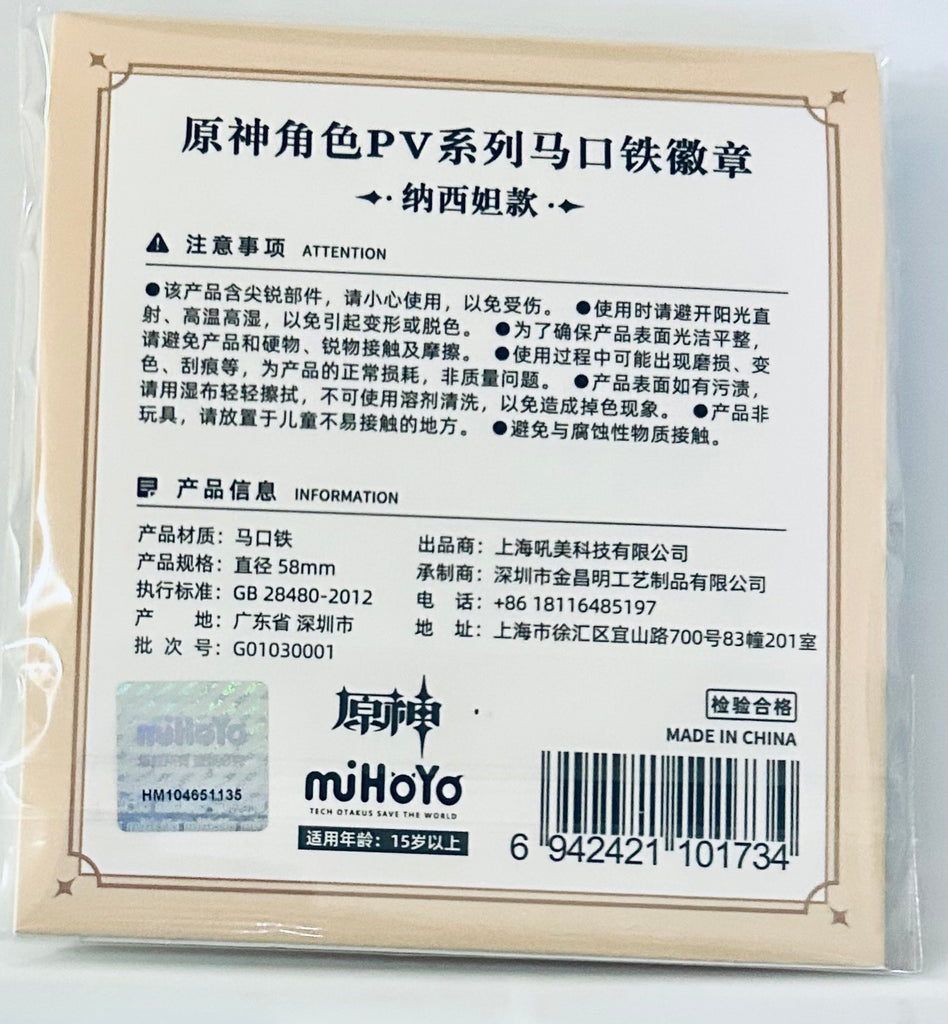 原神角色PV系列马口铁徽章
纳西妲款
注意事项 ATTENTION
●该产品含尖锐部件，请小心使用，以免受伤。 ●使用时请避开阳光直
射、高温高湿，以免引起变形或脱色。 ●为了确保产品表面光洁平整，
请避免产品和硬物、锐物接触及摩擦。 ●使用过程中可能出现磨损、变
色、刮痕等，为产品的正常损耗，非质量问题。 ●产品表面如有污渍，
请用湿布轻轻擦拭，不可使用溶剂清洗，以免造成掉色现象。 ●产品非
玩具，请放置于儿童不易接触的地方。 ●避免与腐蚀性物质接触。
产品信息 INFORMATION
产品材质：马口铁
产品规格：直径 58mm
执行标准：GB 28480-2012
产 地：广东省 深圳市
批 次 号：G01030001
出品商：上海吼美科技有限公司
承制商：深圳市金昌明工艺制品有限公司
电 话：+86 18116485197
地 址：上海市徐汇区宜山路700号83幢201室
miHoYo
HM104651135
原神
miHoYo
TECH OTAKUS SAVE THE WORLD
适用年龄：15岁以上
检验合格
MADE IN CHINA
6 942421 101734